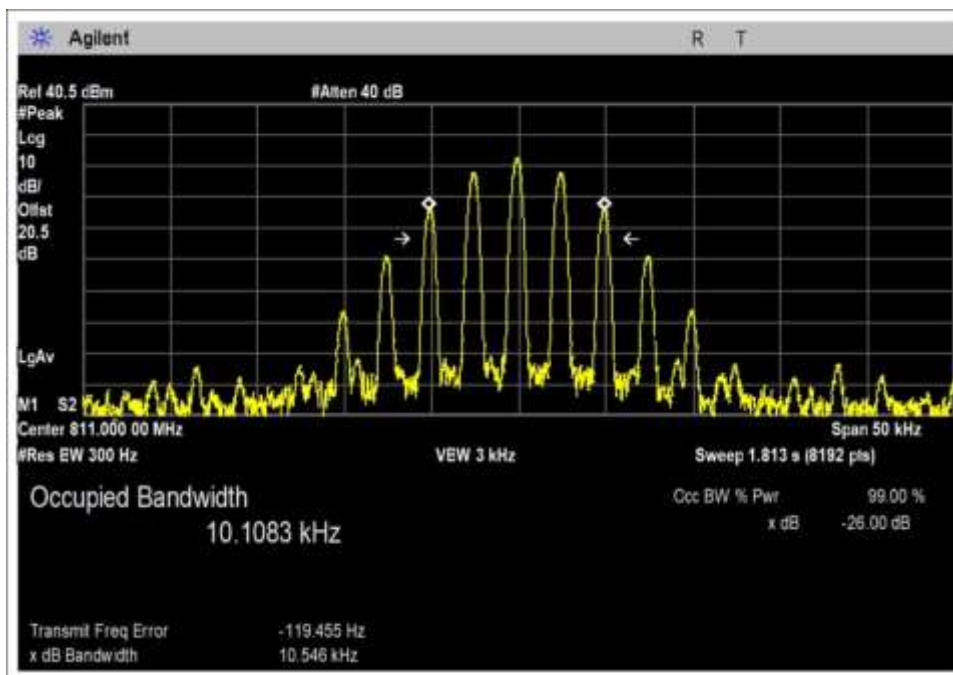 Agilent R T
Ref 40.5 dBm #Atten 40 dB
#Peak
Log
10
dB/
Offst
20.5
dB
LgAv
M1 S2
Center 811.000 00 MHz Span 50 kHz
#Res BW 300 Hz VBW 3 kHz Sweep 1.813 s (8192 pts)
Occupied Bandwidth Occ BW % Pwr 99.00 %
10.1083 kHz x dB -26.00 dB
Transmit Freq Error -119.455 Hz
x dB Bandwidth 10.546 kHz